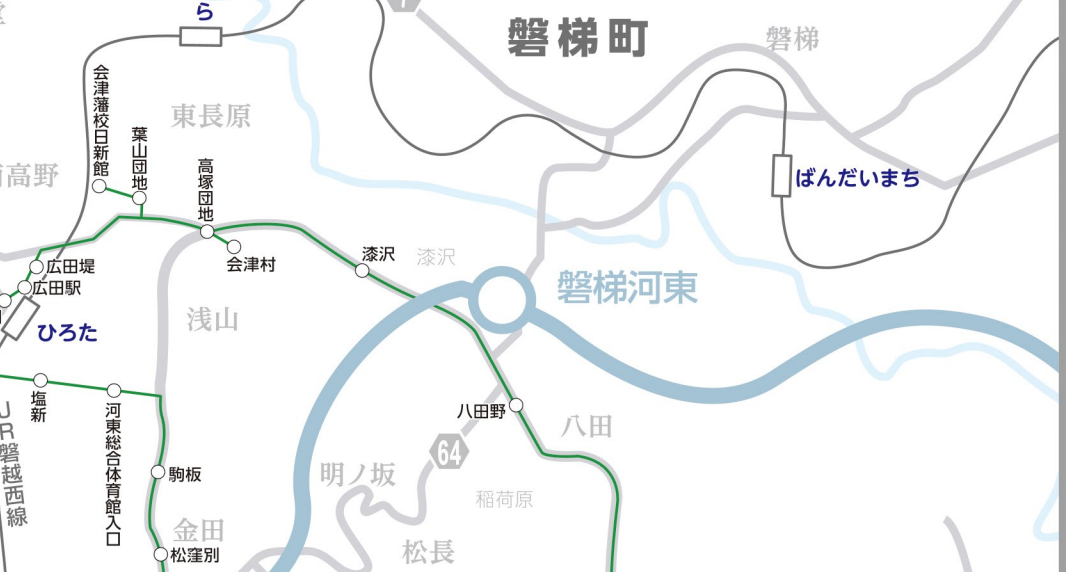 ら
磐梯町
磐梯
会津藩校日新館
東長原
葉山団地
高塚団地
高野
ばんだいまち
漆沢
漆沢
会津村
広田堤
広田駅
磐梯河東
浅山
ひろた
塩新
河東総合体育館入口
八田野
八田
JR磐越西線
64
明ノ坂
駒板
稲荷原
金田
松窪別
松長